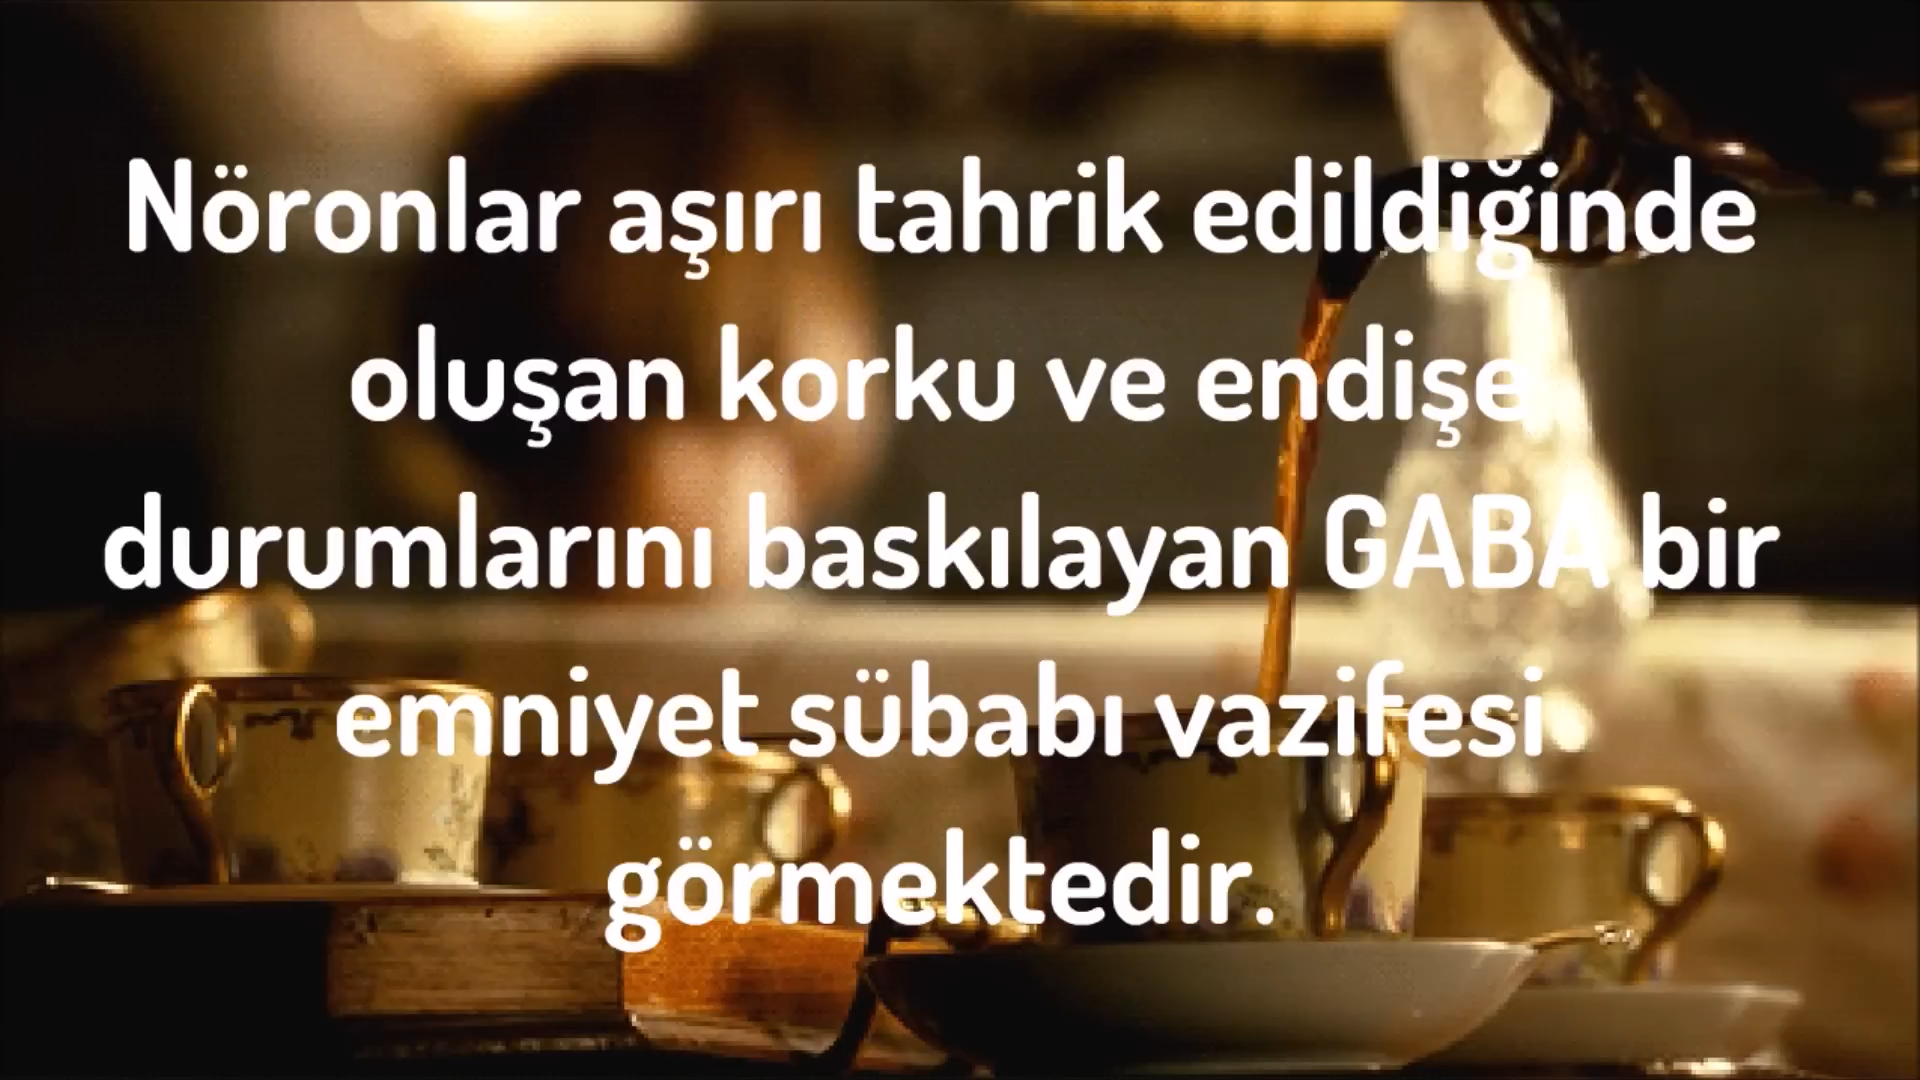 Nöronlar aşırı tahrik edildiğinde
oluşan korku ve endişe
durumlarını baskılayan GABA bir
emniyet sübabı vazifesi
görmektedir.